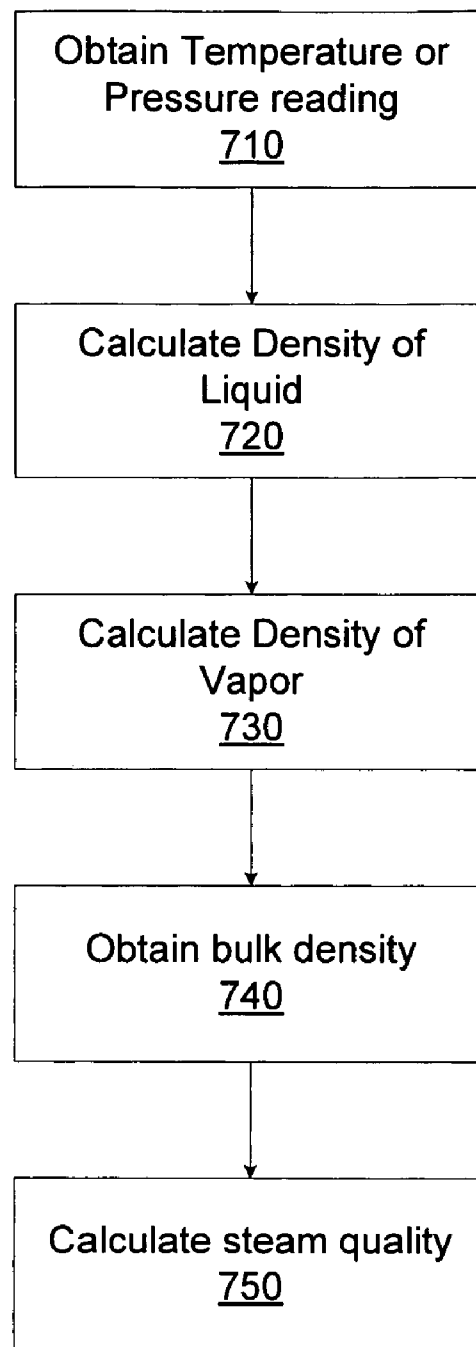 Obtain Temperature or
Pressure reading
710
Calculate Density of
Liquid
720
Calculate Density of
Vapor
730
Obtain bulk density
740
Calculate steam quality
750